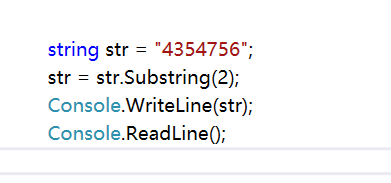 string str = "4354756";
str = str.Substring(2);
Console.WriteLine(str);
Console.ReadLine();